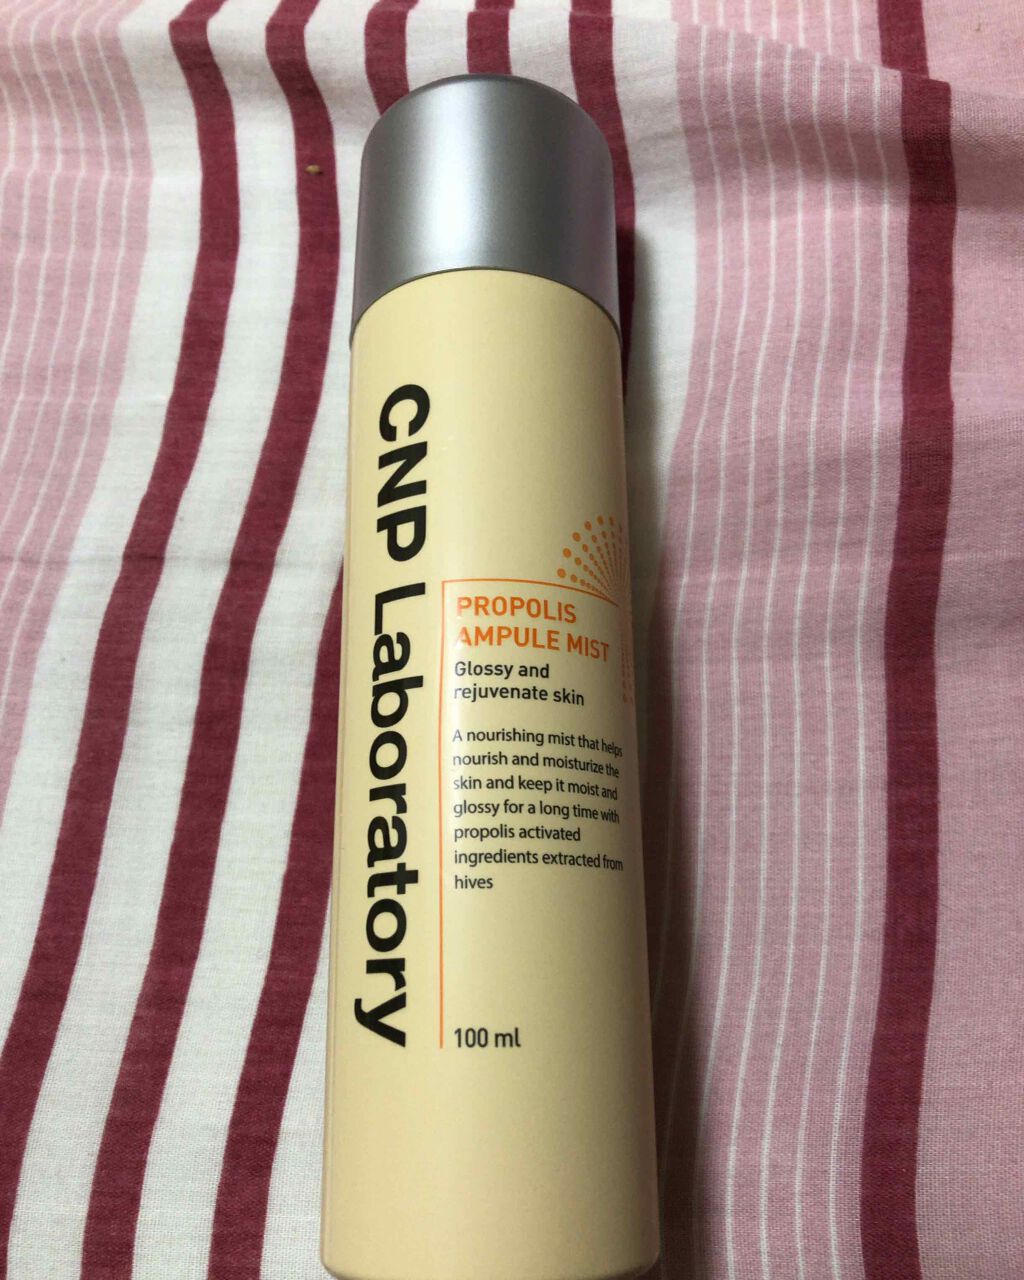 CNP Laboratory
PROPOLIS
AMPULE MIST
Glossy and
rejuvenate skin
A nourishing mist that helps
nourish and moisturize the
skin and keep it moist and
glossy for a long time with
propolis activated
ingredients extracted from
hives
100 ml